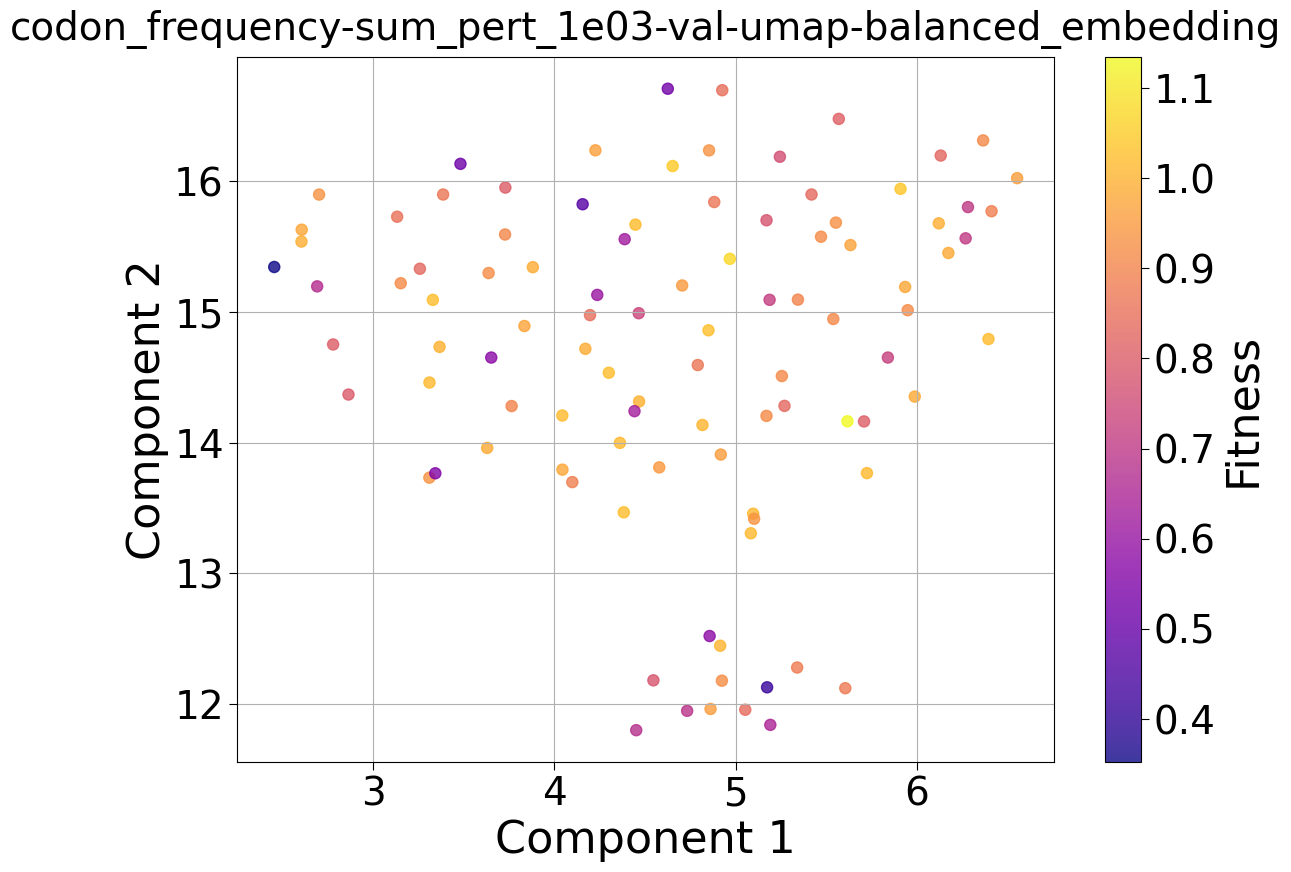 codon_frequency-sum_pert_1e03-val-umap-balanced_embedding
Component 2
16
15
14
13
12
3 4 5 6
Component 1
1.1
1.0
0.9
0.8
0.7
0.6
0.5
0.4
Fitness